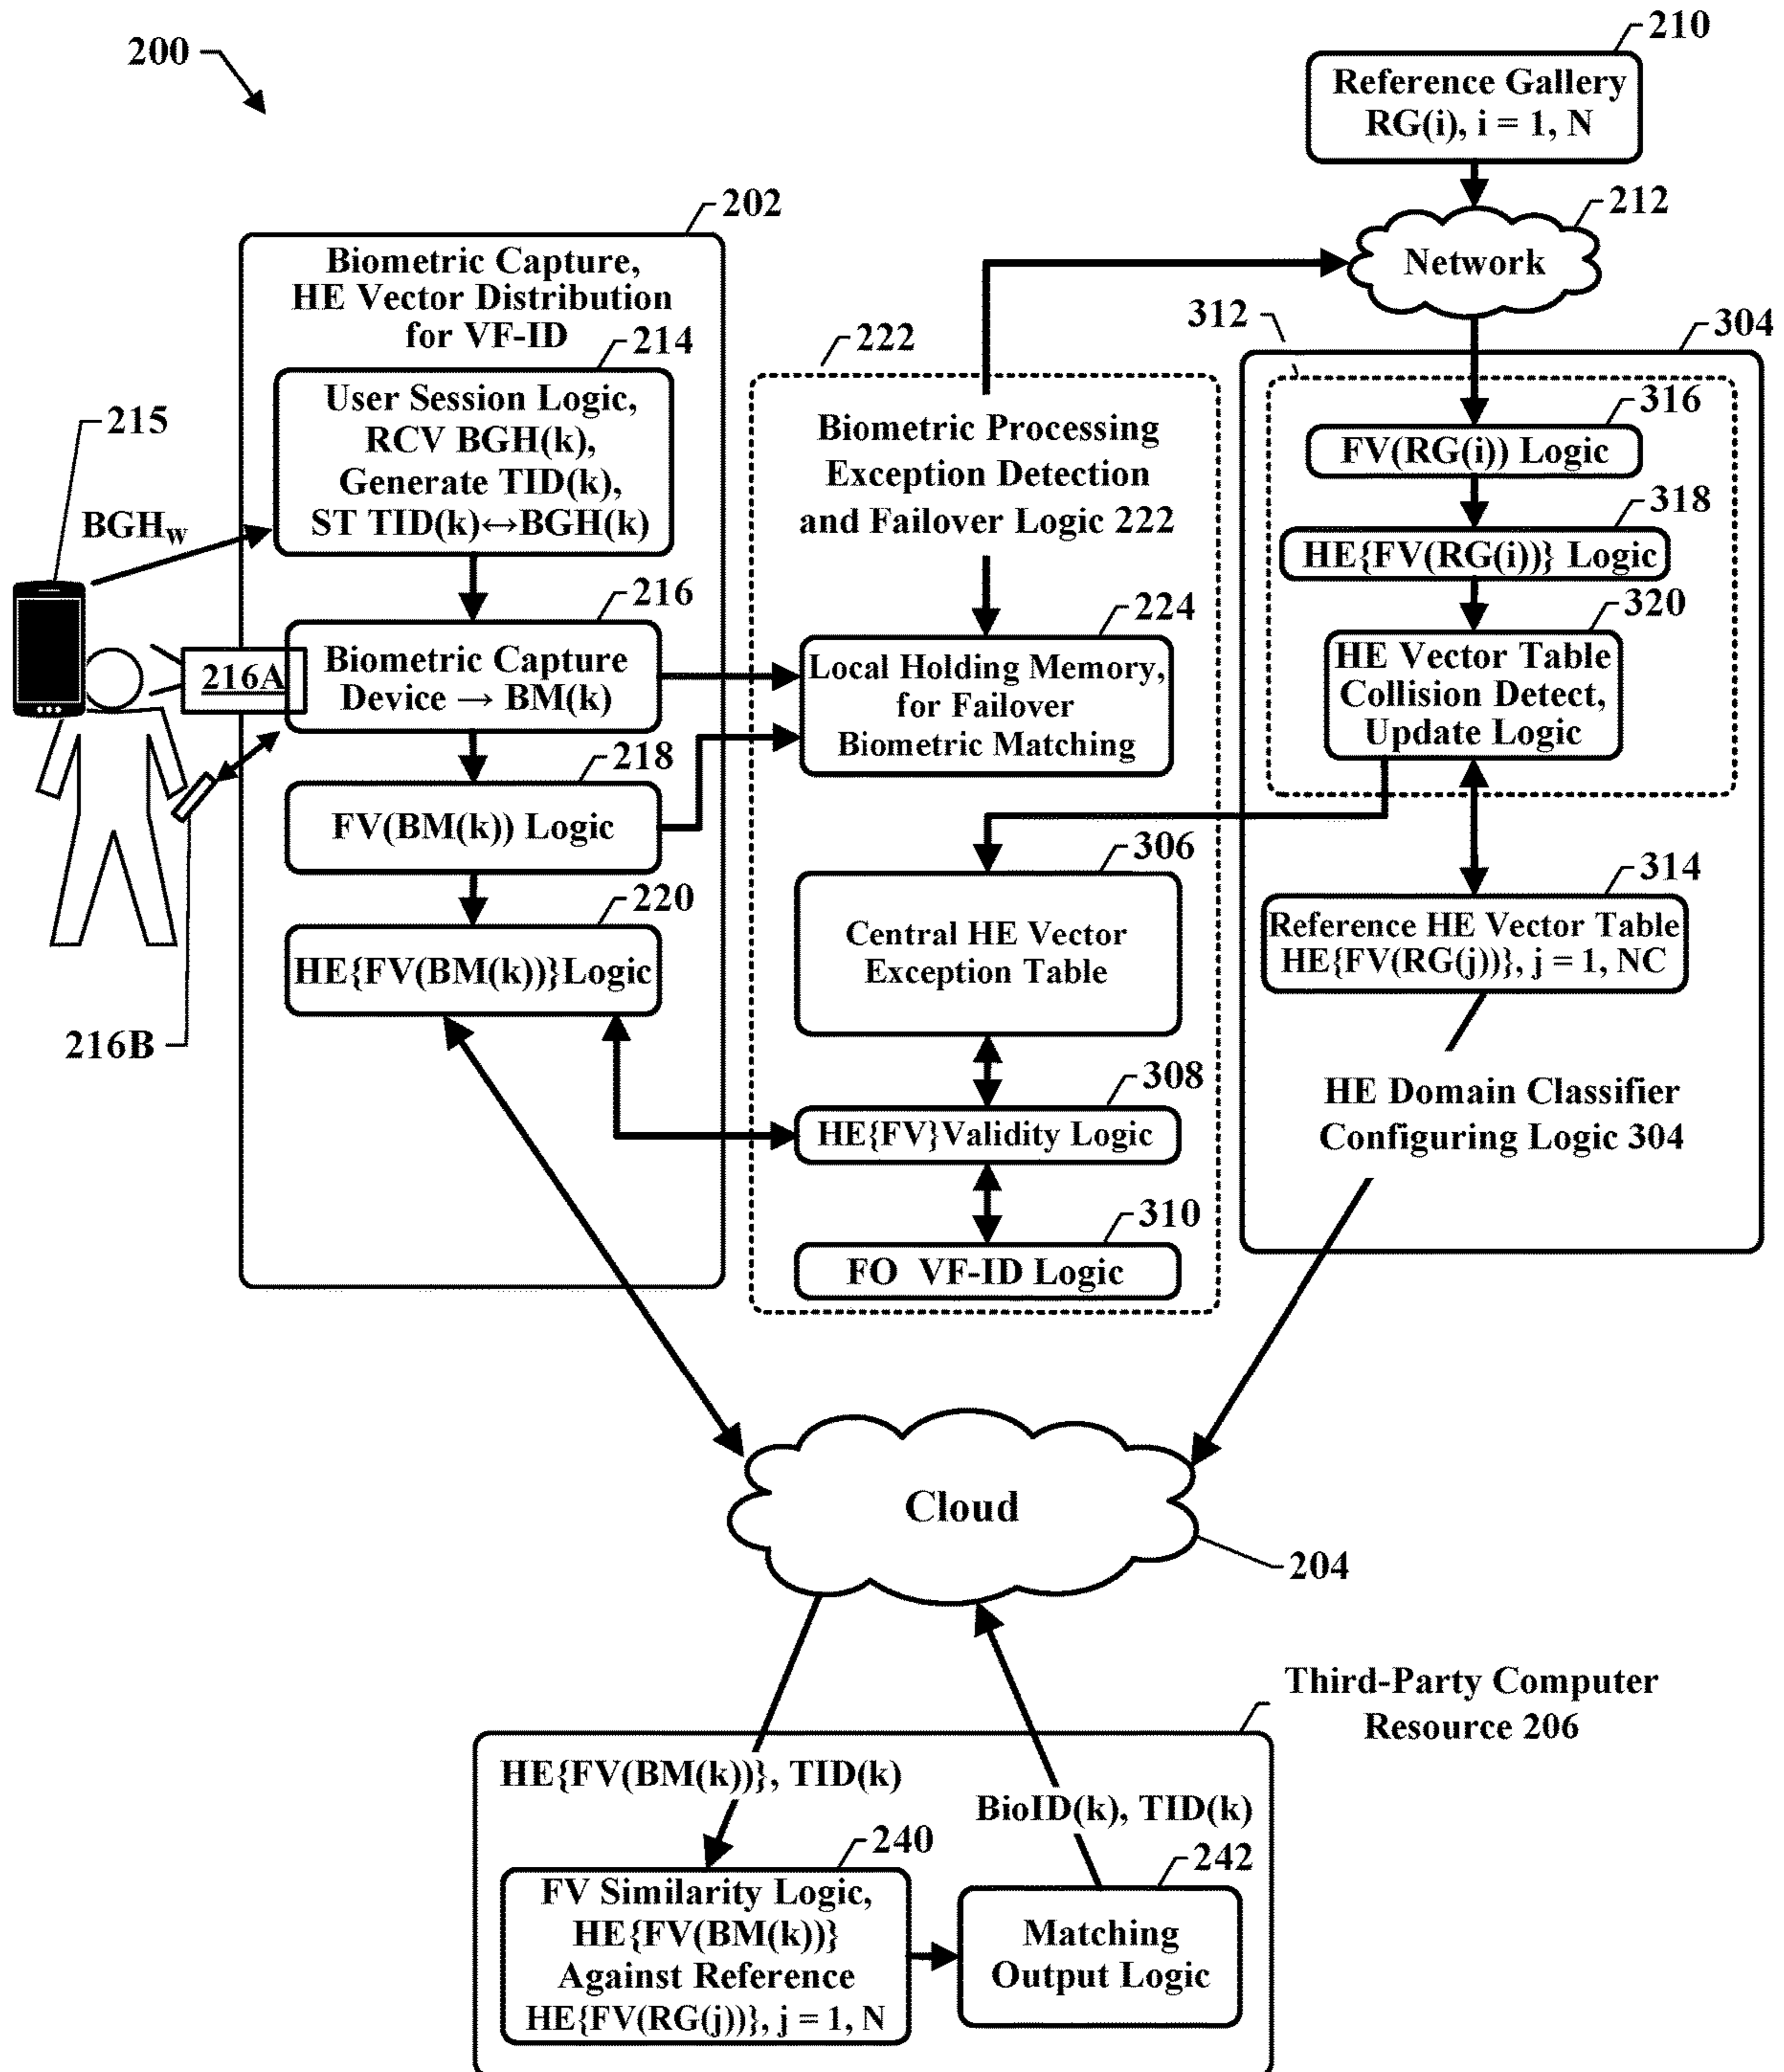 200
210
Reference Gallery
RG(i), i = 1, N
212
Network
202
Biometric Capture,
HE Vector Distribution
for VF-ID
214
User Session Logic,
RCV BGH(k),
Generate TID(k),
ST TID(k)↔BGH(k)
215
BGHw
216
216A
Biometric Capture
Device → BM(k)
218
FV(BM(k)) Logic
220
HE{FV(BM(k))}Logic
216B
222
Biometric Processing
Exception Detection
and Failover Logic 222
224
Local Holding Memory,
for Failover
Biometric Matching
306
Central HE Vector
Exception Table
308
HE{FV}Validity Logic
310
FO VF-ID Logic
312
304
316
FV(RG(i)) Logic
318
HE{FV(RG(i))} Logic
320
HE Vector Table
Collision Detect,
Update Logic
314
Reference HE Vector Table
HE{FV(RG(j))}, j = 1, NC
HE Domain Classifier
Configuring Logic 304
Cloud
204
Third-Party Computer
Resource 206
HE{FV(BM(k))}, TID(k)
BioID(k), TID(k)
240
FV Similarity Logic,
HE{FV(BM(k))}
Against Reference
HE{FV(RG(j))}, j = 1, N
242
Matching
Output Logic